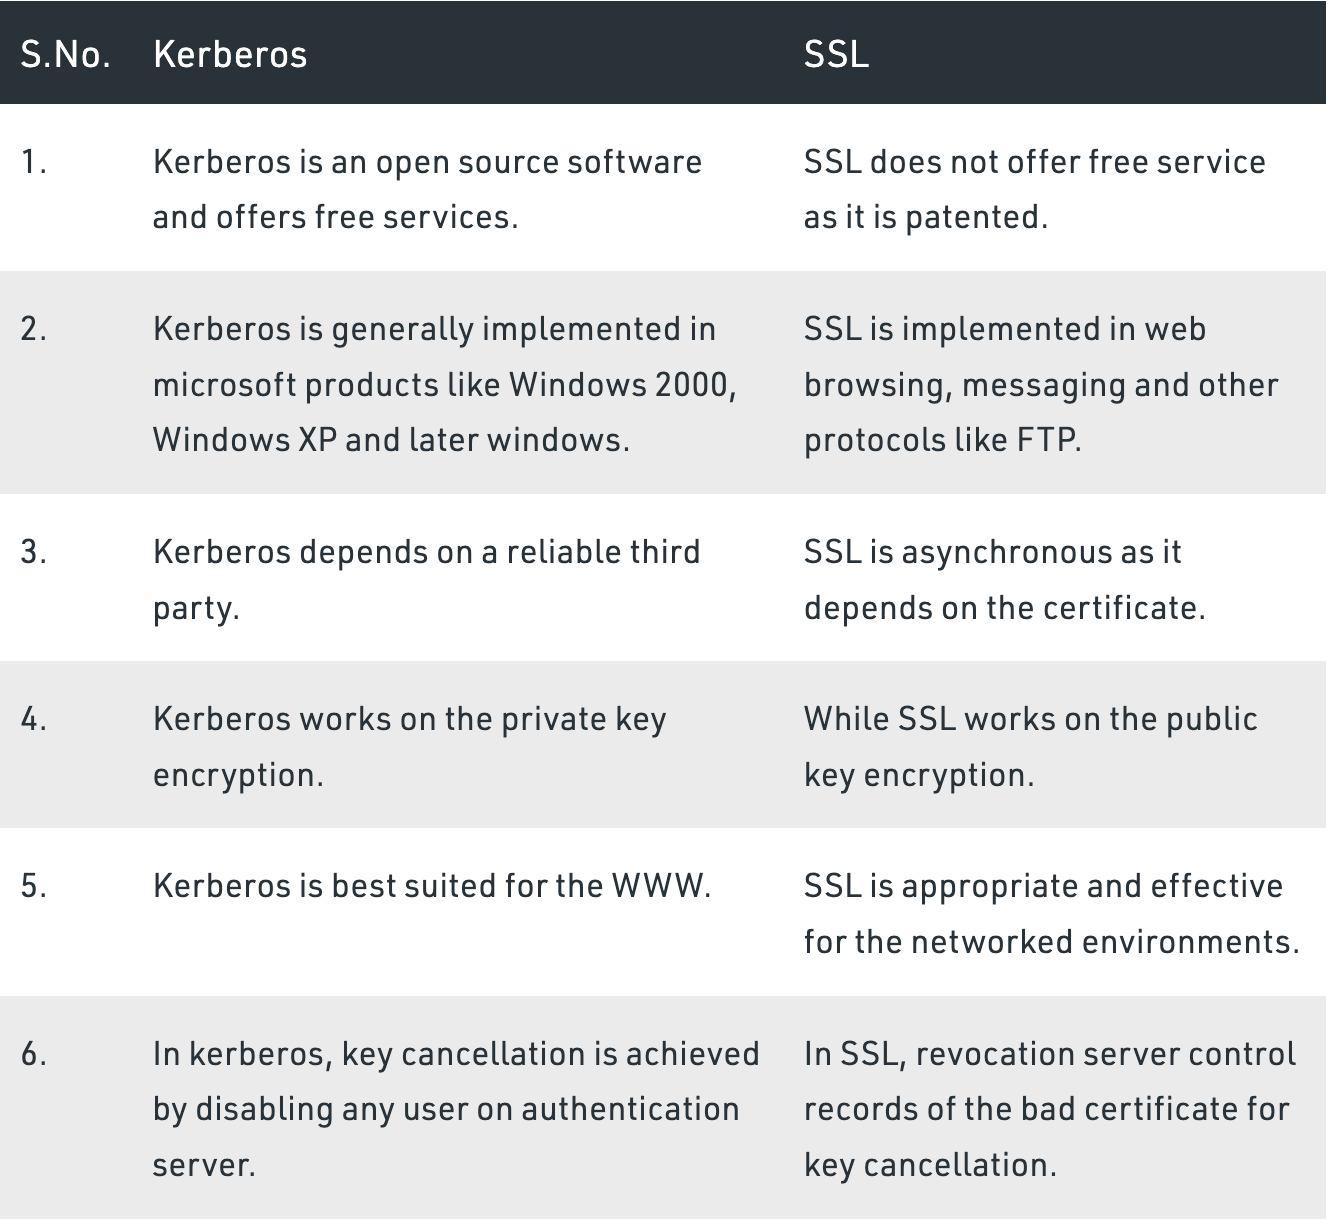 S.No. Kerberos SSL
1. Kerberos is an open source software SSL does not offer free service
and offers free services. as it is patented.
2. Kerberos is generally implemented in SSL is implemented in web
microsoft products like Windows 2000, browsing, messaging and other
Windows XP and later windows. protocols like FTP.
3. Kerberos depends on a reliable third SSL is asynchronous as it
party. depends on the certificate.
4. Kerberos works on the private key While SSL works on the public
encryption. key encryption.
5. Kerberos is best suited for the WWW. SSL is appropriate and effective
for the networked environments.
6. In kerberos, key cancellation is achieved In SSL, revocation server control
by disabling any user on authentication records of the bad certificate for
server. key cancellation.